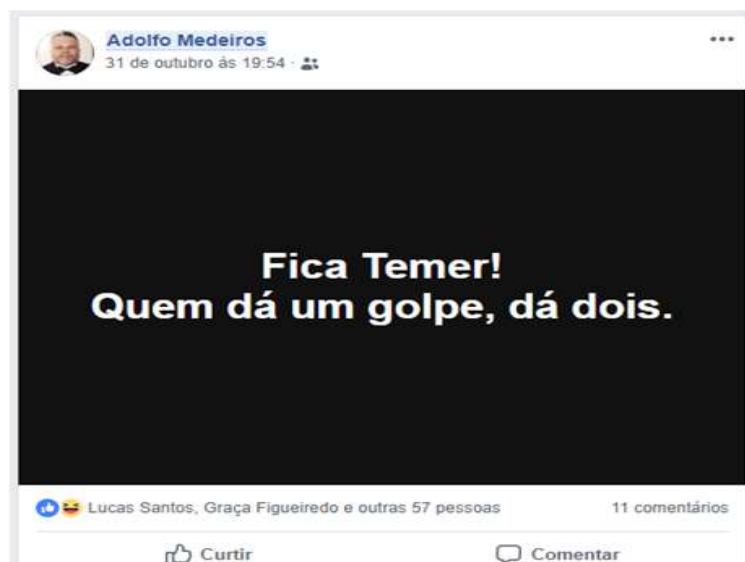 Adolfo Medeiros
31 de outubro ás 19:54 ·
Fica Temer!
Quem dá um golpe, dá dois.
Lucas Santos, Graça Figueiredo e outras 57 pessoas 11 comentários
Curtir Comentar